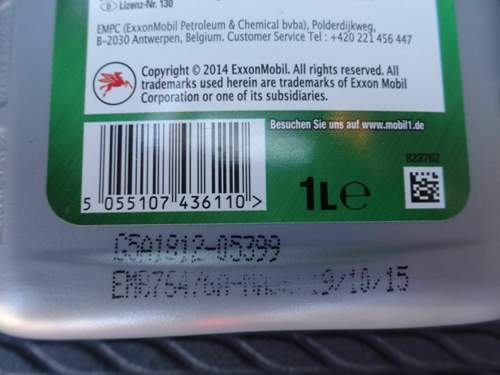 Lizenz-Nr. 130
EMPC (ExxonMobil Petroleum & Chemical bvba), Polderdijkweg,
B-2030 Antwerpen, Belgium. Customer Service Tel : +420 221 456 447
Copyright © 2014 ExxonMobil. All rights reserved. All
trademarks used herein are trademarks of Exxon Mobil
Corporation or one of its subsidiaries.
Besuchen Sie uns auf www.mobil1.de
823762
5 055107 436110 >
1L℮
G5A1812-05399
19/10/15